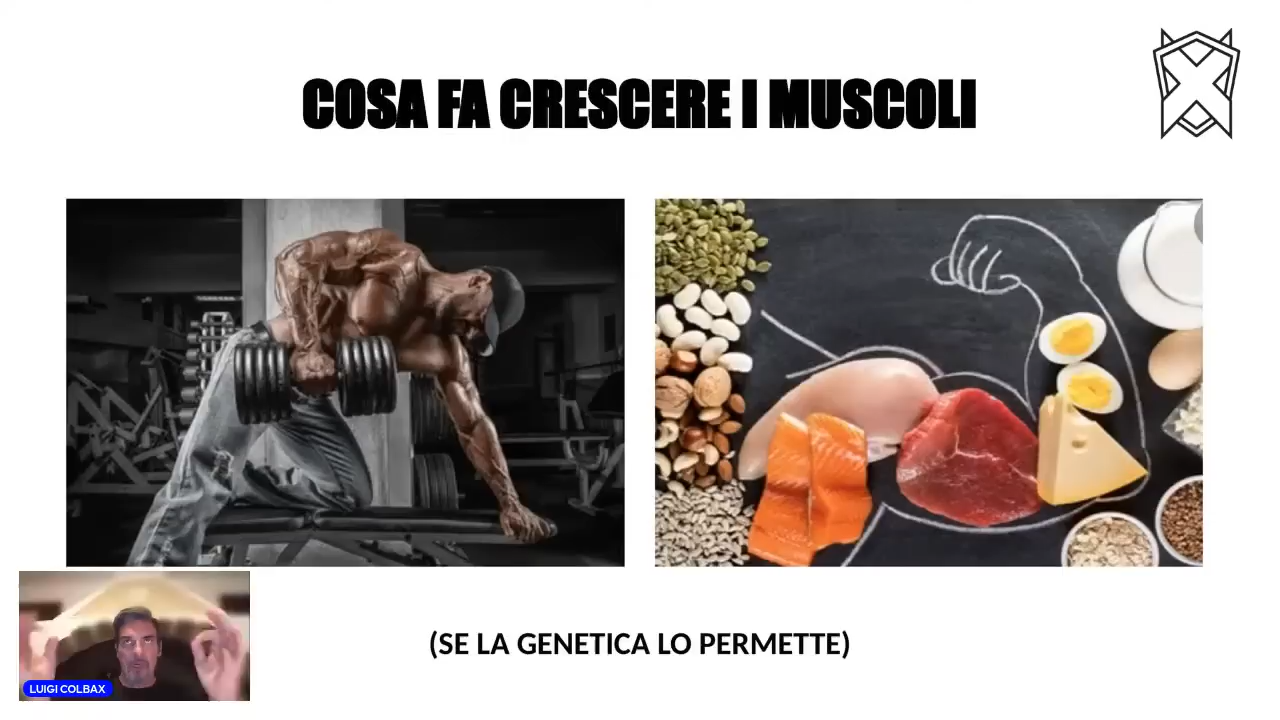 COSA FA CRESCERE I MUSCOLI
(SE LA GENETICA LO PERMETTE)
LUIGI COLBAX